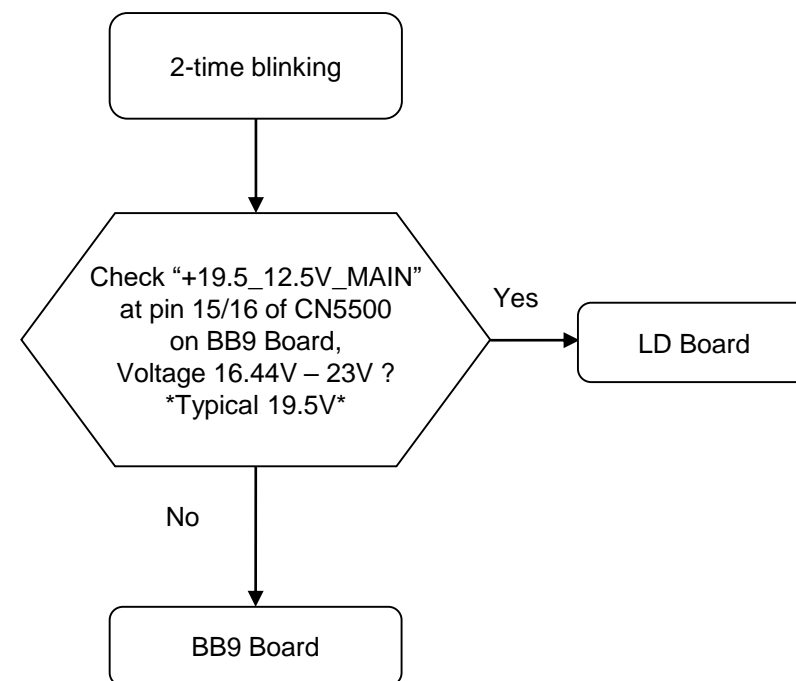 2-time blinking
Check “+19.5_12.5V_MAIN”
at pin 15/16 of CN5500
on BB9 Board,
Voltage 16.44V – 23V ?
*Typical 19.5V*
Yes
LD Board
No
BB9 Board